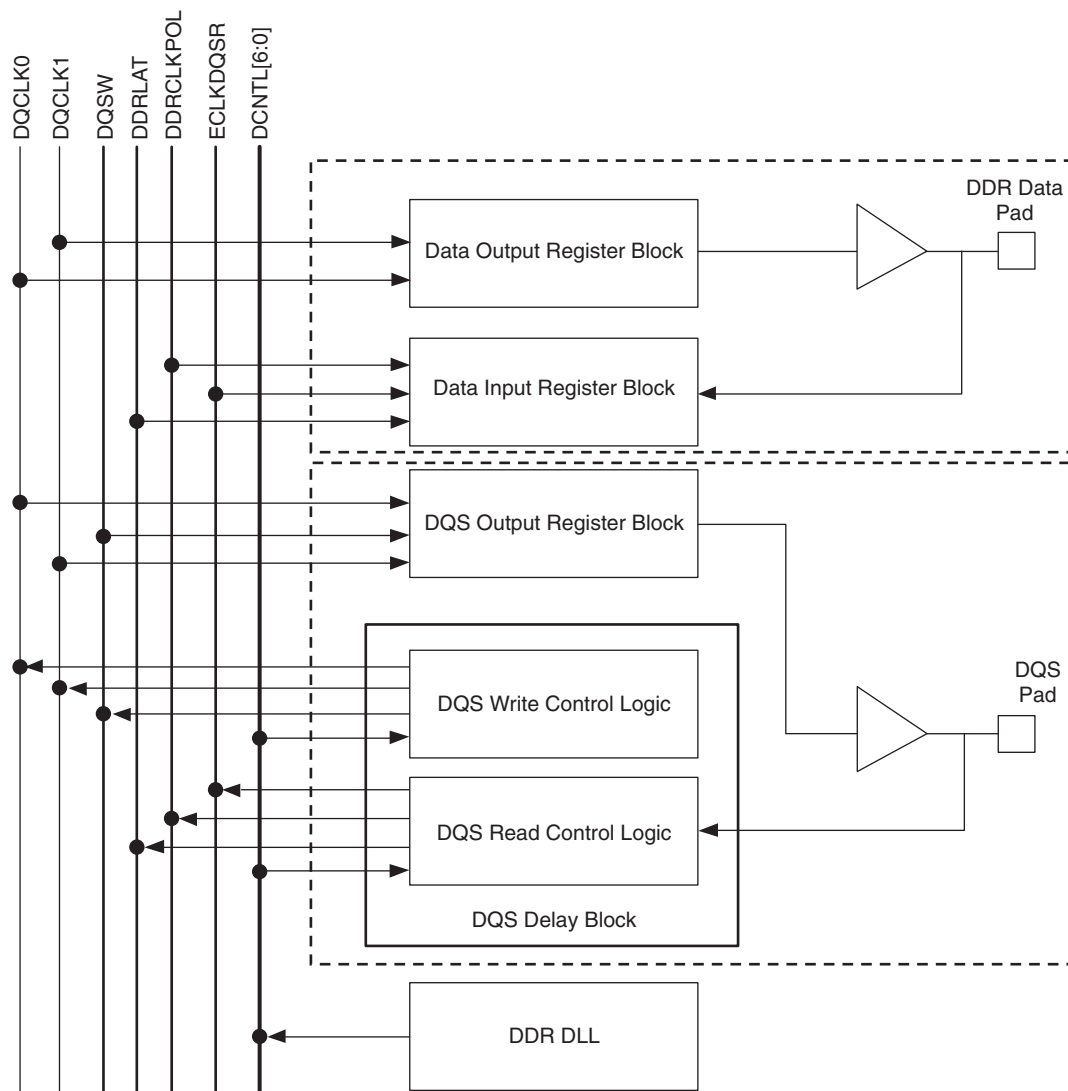 DQCLK0
DQCLK1
DQSW
DDRLAT
DDRCLKPOL
ECLKDQSR
DCNTL[6:0]
DDR Data
Pad
Data Output Register Block
Data Input Register Block
DQS Output Register Block
DQS Write Control Logic
DQS
Pad
DQS Read Control Logic
DQS Delay Block
DDR DLL